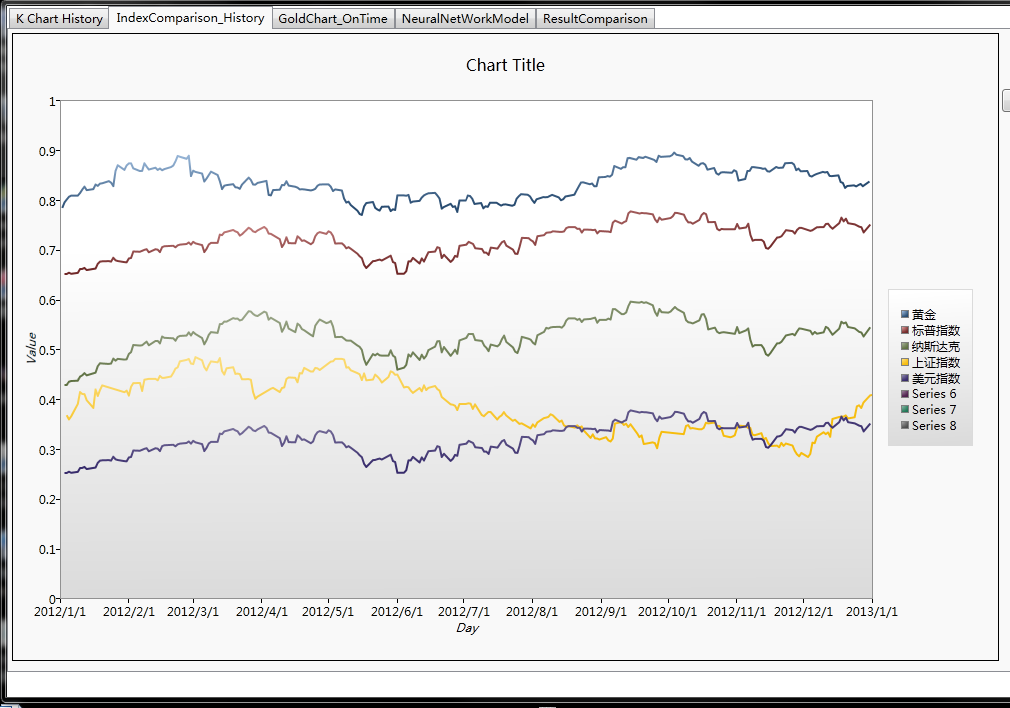 K Chart History
IndexComparison_History
GoldChart_OnTime
NeuralNetWorkModel
ResultComparison
Chart Title
1
0.9
0.8
0.7
0.6
0.5
0.4
0.3
0.2
0.1
0
Value
2012/1/1
2012/2/1
2012/3/1
2012/4/1
2012/5/1
2012/6/1
2012/7/1
2012/8/1
2012/9/1
2012/10/1
2012/11/1
2012/12/1
2013/1/1
Day
黄金
标普指数
纳斯达克
上证指数
美元指数
Series 6
Series 7
Series 8